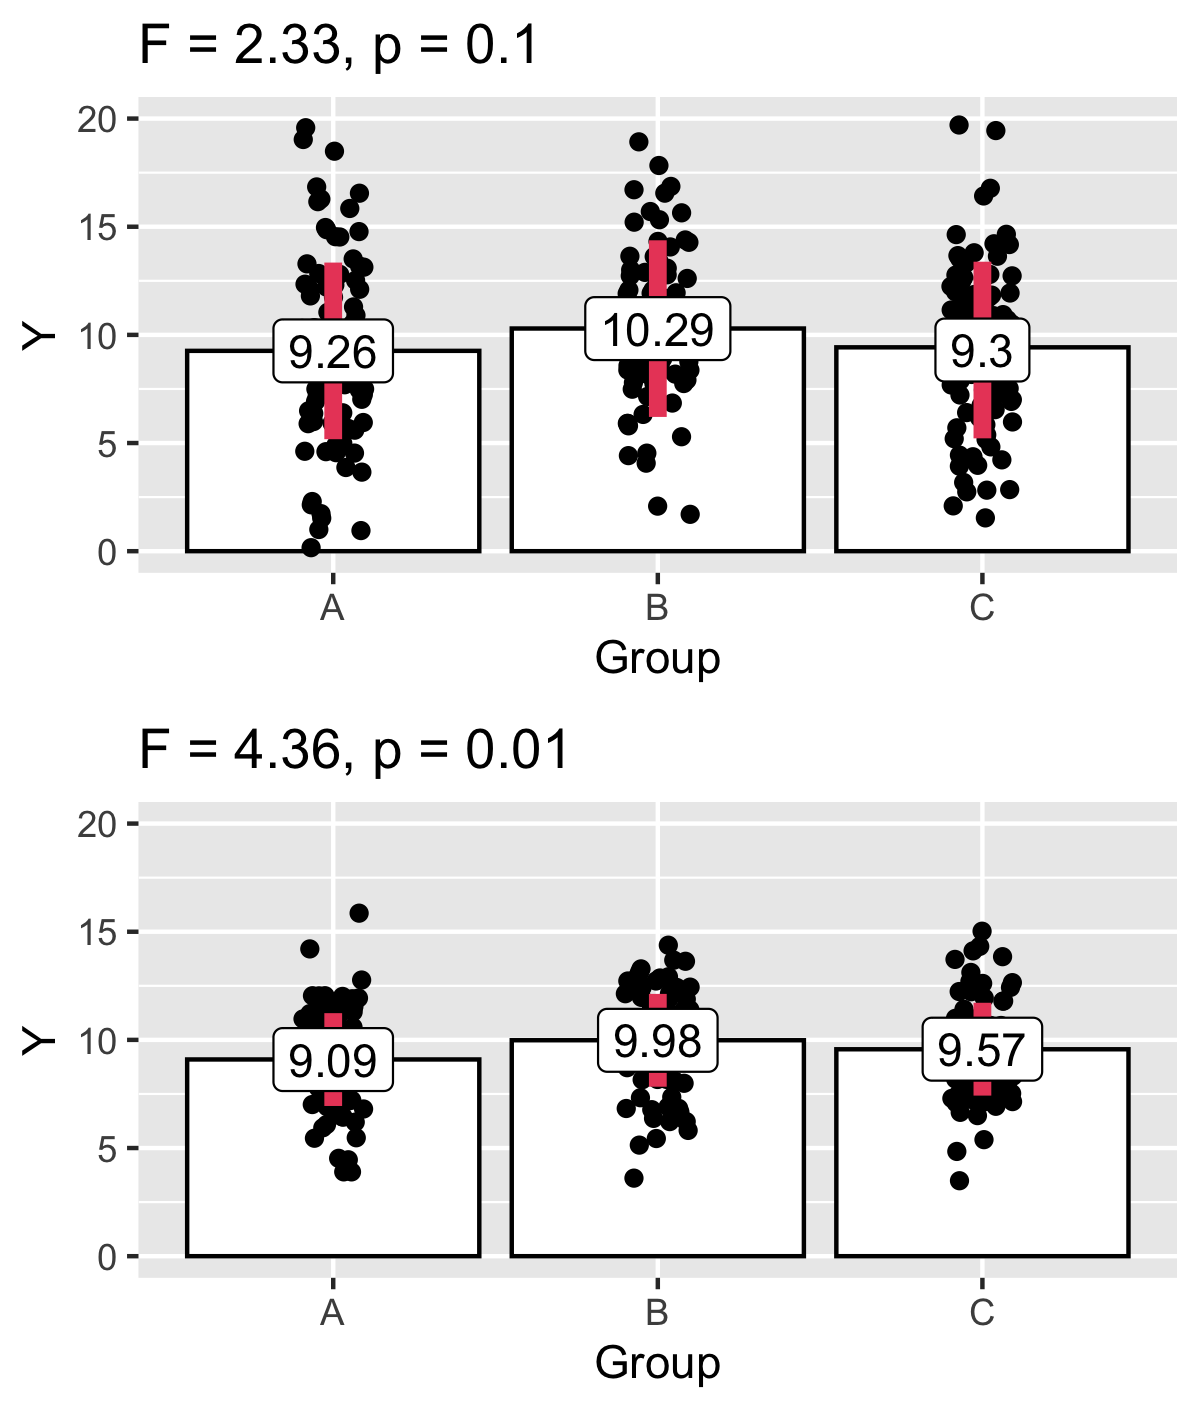 F = 2.33, p = 0.1
20
15
10
5
0
Y
9.26
10.29
9.3
A B C
Group
F = 4.36, p = 0.01
20
15
10
5
0
Y
9.09
9.98
9.57
A B C
Group